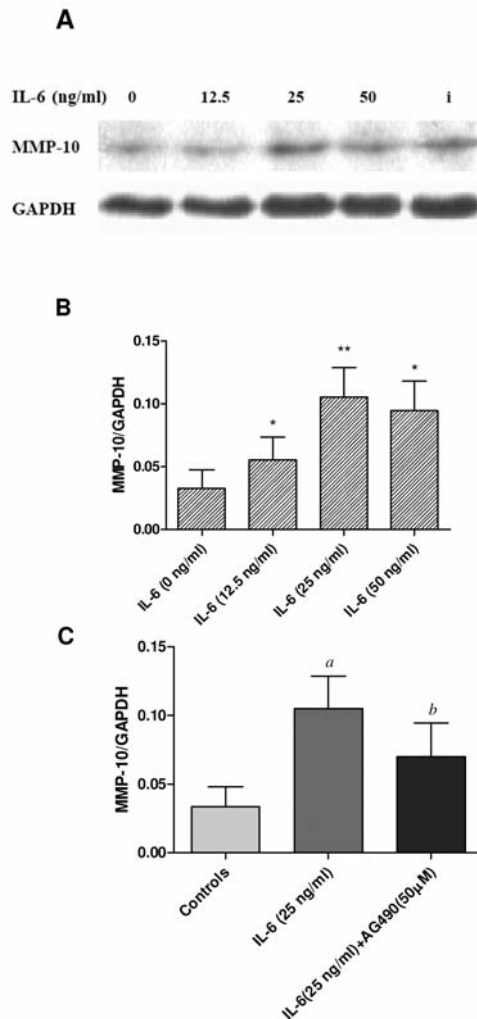 A
IL-6 (ng/ml) 0 12.5 25 50 i
MMP-10
GAPDH
B
MMP-10/GAPDH
0.15
0.10
0.05
0.00
*
**
*
IL-6 (0 ng/ml)
IL-6 (12.5 ng/ml)
IL-6 (25 ng/ml)
IL-6 (50 ng/ml)
C
MMP-10/GAPDH
0.15
0.10
0.05
0.00
a
b
Controls
IL-6 (25 ng/ml)
IL-6(25 ng/ml)+AG490(50µM)